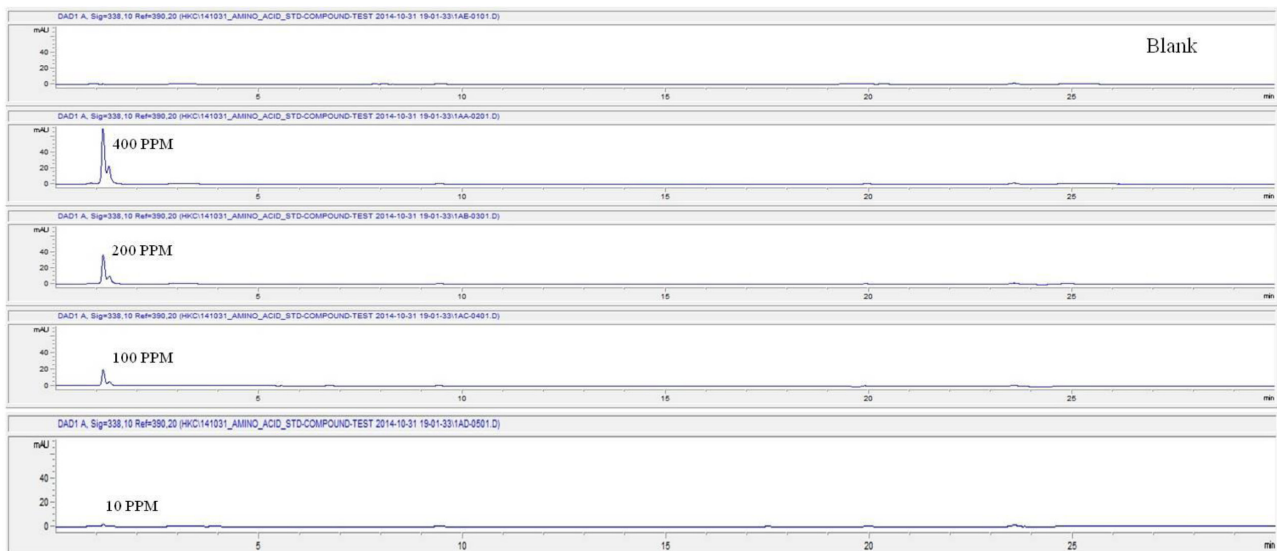 DAD1 A, Sig=338,10 Ref=390,20 (HKC\141031_AMINO_ACID_STD-COMPOUND-TEST 2014-10-31 19-01-33\1AE-0101.D)
mAU
Blank
40
20
0
5 10 15 20 25 min
DAD1 A, Sig=338,10 Ref=390,20 (HKC\141031_AMINO_ACID_STD-COMPOUND-TEST 2014-10-31 19-01-33\1AA-0201.D)
mAU
400 PPM
40
20
0
5 10 15 20 25 min
DAD1 A, Sig=338,10 Ref=390,20 (HKC\141031_AMINO_ACID_STD-COMPOUND-TEST 2014-10-31 19-01-33\1AB-0301.D)
mAU
200 PPM
40
20
0
5 10 15 20 25 min
DAD1 A, Sig=338,10 Ref=390,20 (HKC\141031_AMINO_ACID_STD-COMPOUND-TEST 2014-10-31 19-01-33\1AC-0401.D)
mAU
100 PPM
40
20
0
5 10 15 20 25 min
DAD1 A, Sig=338,10 Ref=390,20 (HKC\141031_AMINO_ACID_STD-COMPOUND-TEST 2014-10-31 19-01-33\1AD-0501.D)
mAU
40
20
10 PPM
0
5 10 15 20 25 min